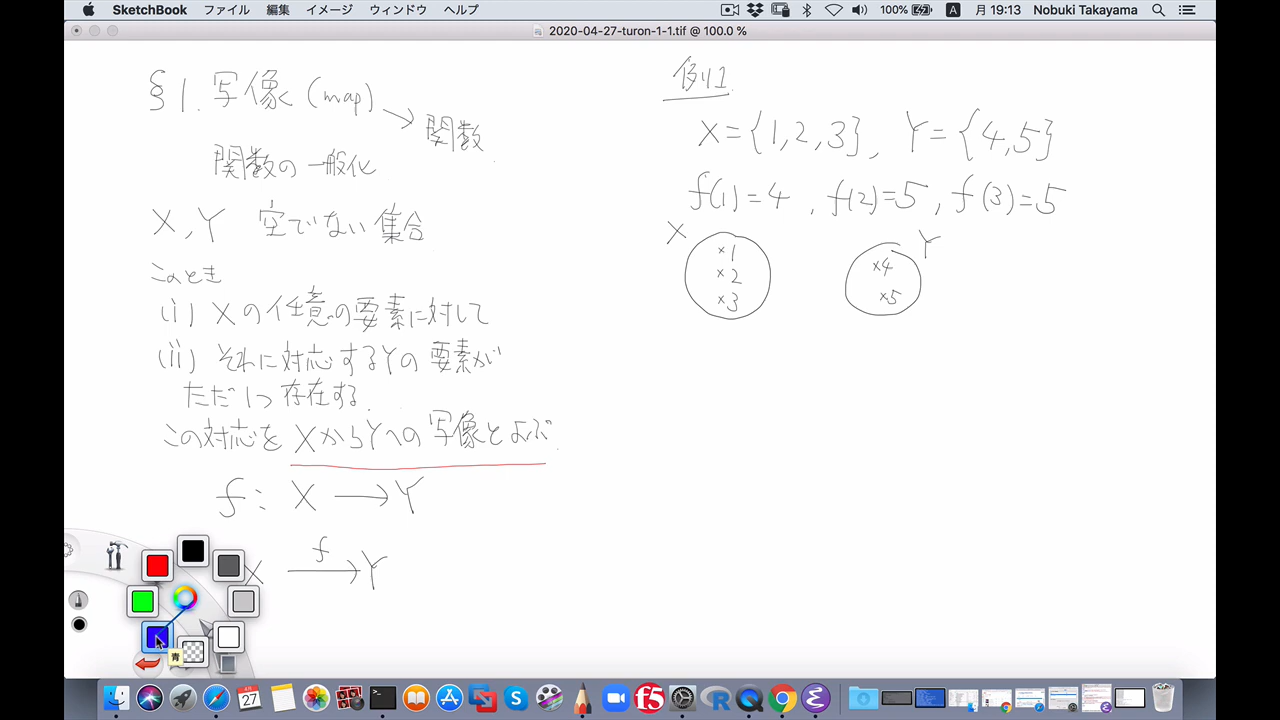 SketchBook ファイル 編集 イメージ ウィンドウ ヘルプ 100% A 月 19:13 Nobuki Takayama
2020-04-27-turon-1-1.tif @ 100.0 %
§1. 写像 (map)
→ 関数
関数の一般化
X, Y 空でない集合
このとき
(i) Xの任意の要素に対して
(ii) それに対応するYの要素が
ただ1つ存在する.
この対応を XからYへの写像とよぶ.
f: X → Y
X f→ Y
例1
X={1,2,3}, Y={4,5}
f(1)=4, f(2)=5, f(3)=5
X Y
×1
×2
×3
×4
×5
青
4月
27
f5
R